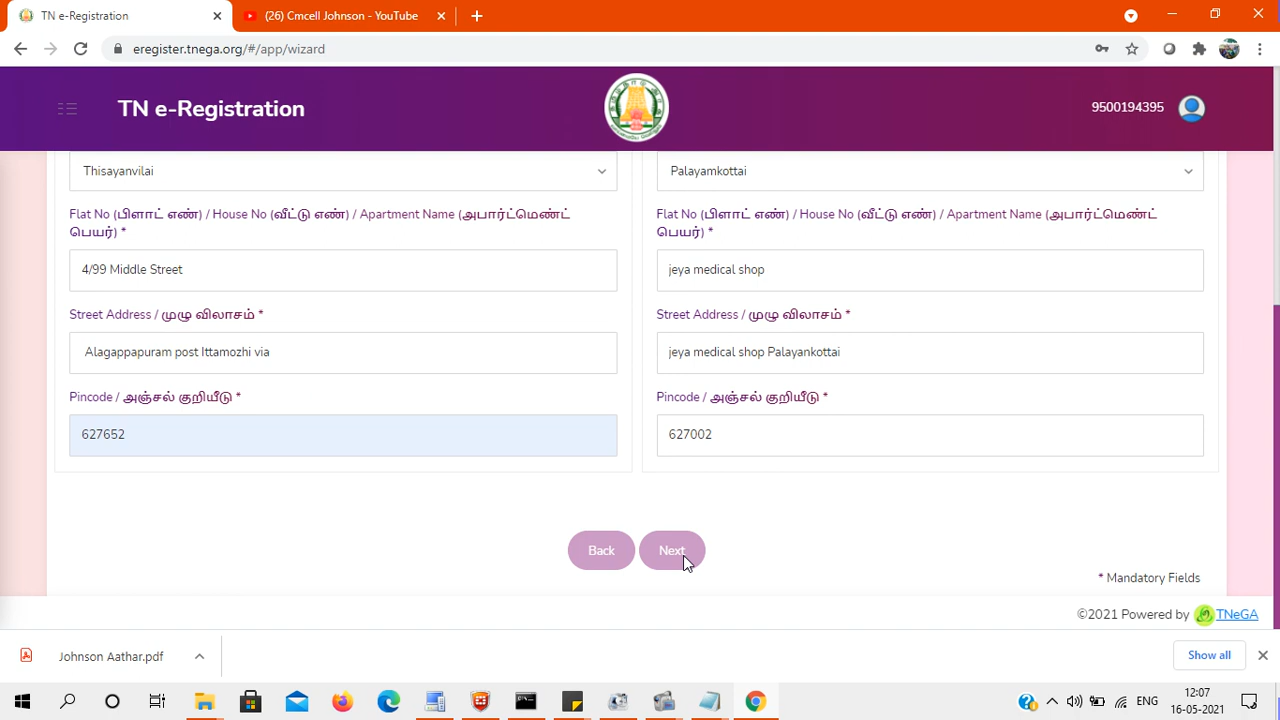 TN e-Registration
(26) Cmcell Johnson - YouTube
eregister.tnega.org/#/app/wizard
TN e-Registration
9500194395
Thisayanvilai
Palayamkottai
Flat No (பிளாட் எண்) / House No (வீட்டு எண்) / Apartment Name (அபார்ட்மெண்ட்
பெயர்) *
Flat No (பிளாட் எண்) / House No (வீட்டு எண்) / Apartment Name (அபார்ட்மெண்ட்
பெயர்) *
4/99 Middle Street
jeya medical shop
Street Address / முழு விலாசம் *
Street Address / முழு விலாசம் *
Alagappapuram post Ittamozhi via
jeya medical shop Palayankottai
Pincode / அஞ்சல் குறியீடு *
Pincode / அஞ்சல் குறியீடு *
627652
627002
Back
Next
* Mandatory Fields
©2021 Powered by TNeGA
Johnson Aathar.pdf
Show all
ENG
12:07
16-05-2021